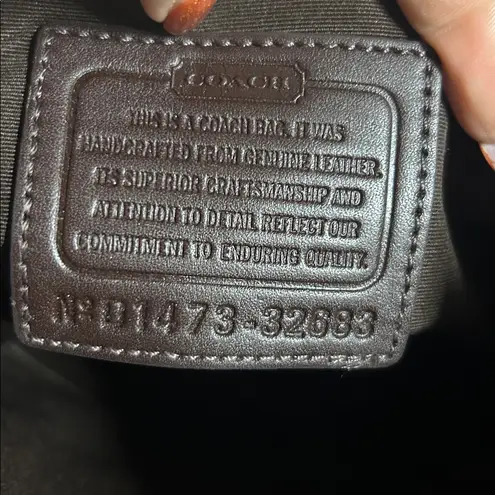 COACH
THIS IS A COACH BAG. IT WAS
HANDCRAFTED FROM GENUINE LEATHER.
ITS SUPERIOR CRAFTSMANSHIP AND
ATTENTION TO DETAIL REFLECT OUR
COMMITMENT TO ENDURING QUALITY.
Nº D1473-32683